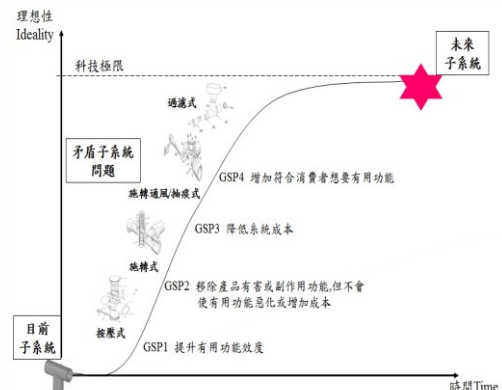 理想性
Ideality
未來
子系統
科技極限
過濾式
矛盾子系統
問題
GSP4 增加符合消費者想要有用功能
施轉通風/抽痰式
GSP3 降低系統成本
施轉式
GSP2 移除產品有害或副作用功能,但不會
使有用功能惡化或增加成本
按壓式
目前
子系統
GSP1 提升有用功能效度
時間Time